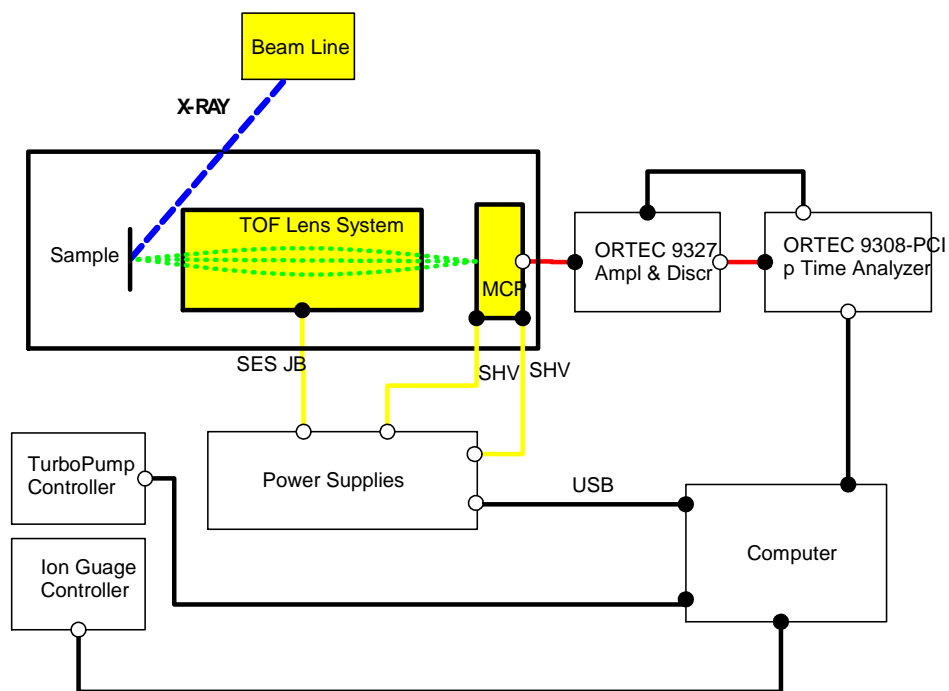 Beam Line
X-RAY
TOF Lens System
Sample
MCP
ORTEC 9327
Ampl & Discr
ORTEC 9308-PCI
p Time Analyzer
SES JB
SHV
SHV
TurboPump
Controller
Power Supplies
USB
Computer
Ion Guage
Controller